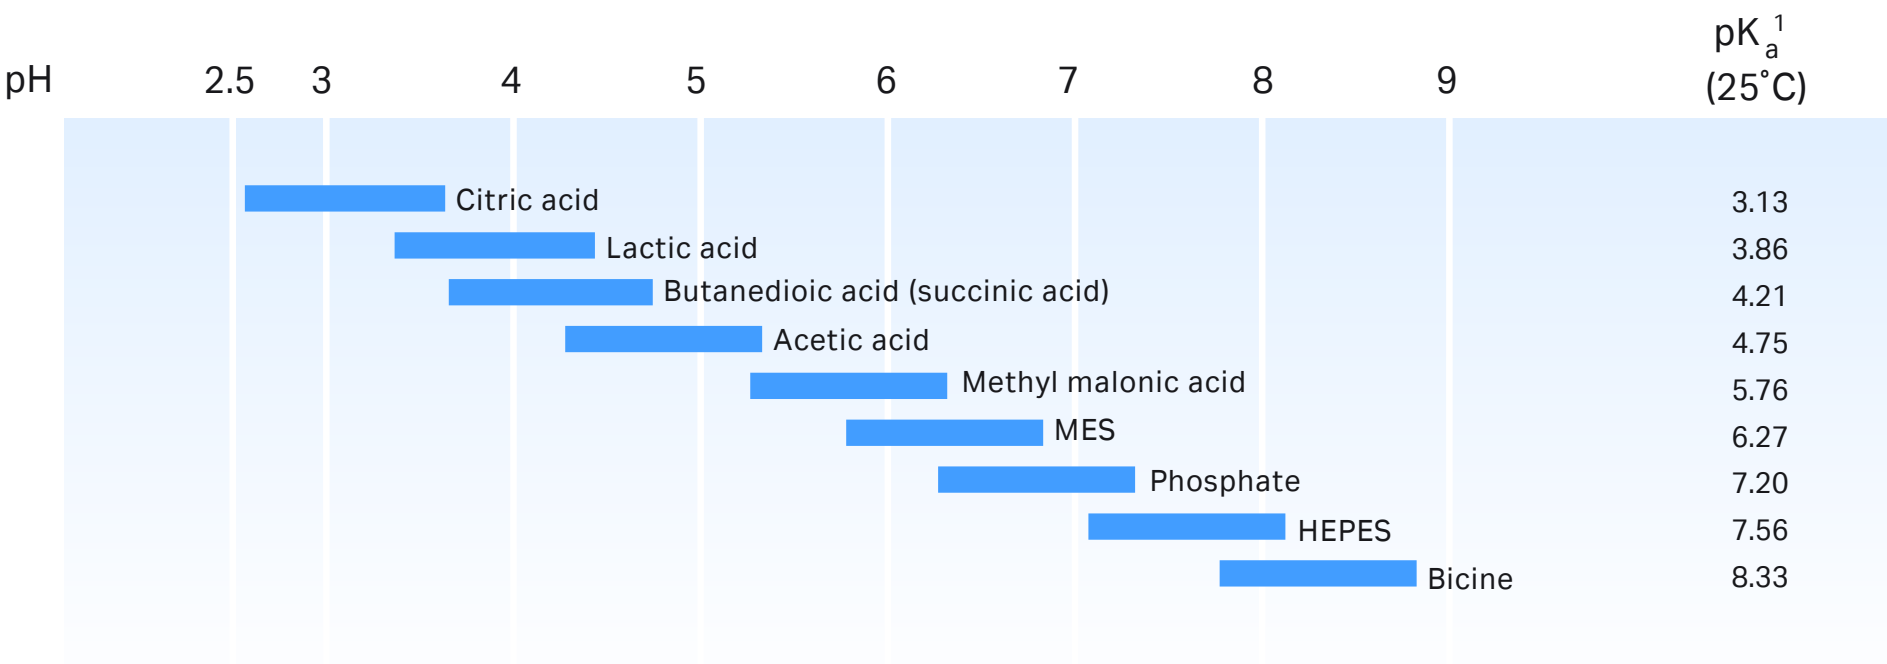 pH 2.5 3 4 5 6 7 8 9 pKa¹ (25˚C)
Citric acid 3.13
Lactic acid 3.86
Butanedioic acid (succinic acid) 4.21
Acetic acid 4.75
Methyl malonic acid 5.76
MES 6.27
Phosphate 7.20
HEPES 7.56
Bicine 8.33